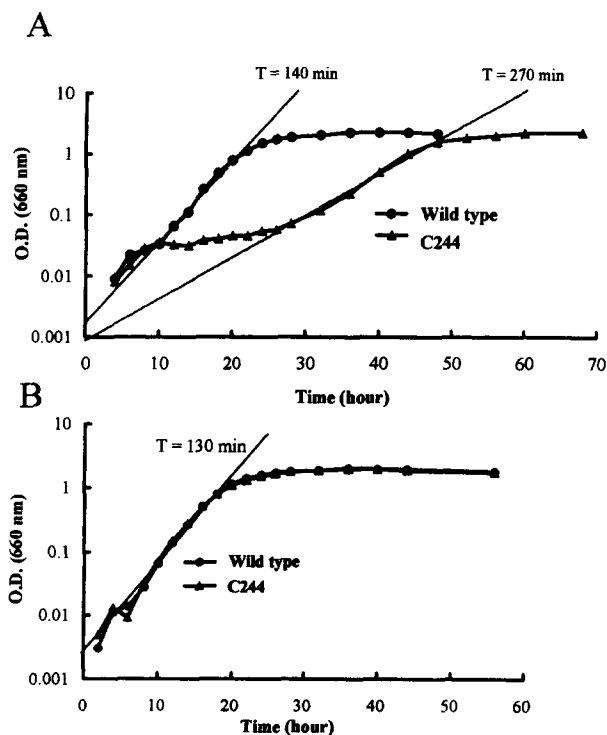 A
T = 140 min
T = 270 min
10
1
0.1
0.01
0.001
O.D. (660 nm)
Wild type
C244
0
10
20
30
40
50
60
70
Time (hour)
B
T = 130 min
10
1
0.1
0.01
0.001
O.D. (660 nm)
Wild type
C244
0
10
20
30
40
50
60
Time (hour)